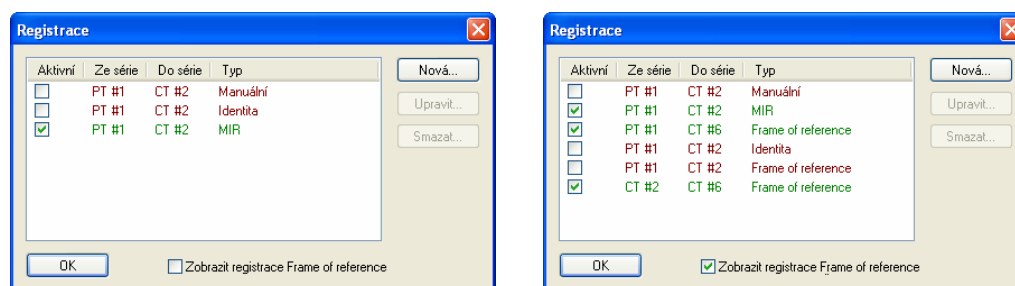 Registrace
Aktivní Ze série Do série Typ Nová...
PT #1 CT #2 Manuální
PT #1 CT #2 Identita Upravit...
PT #1 CT #2 MIR Smazat...
OK Zobrazit registrace Frame of reference
Registrace
Aktivní Ze série Do série Typ Nová...
PT #1 CT #2 Manuální
PT #1 CT #2 MIR Upravit...
PT #1 CT #6 Frame of reference Smazat...
PT #1 CT #2 Identita
PT #1 CT #2 Frame of reference
CT #2 CT #6 Frame of reference
OK Zobrazit registrace Frame of reference